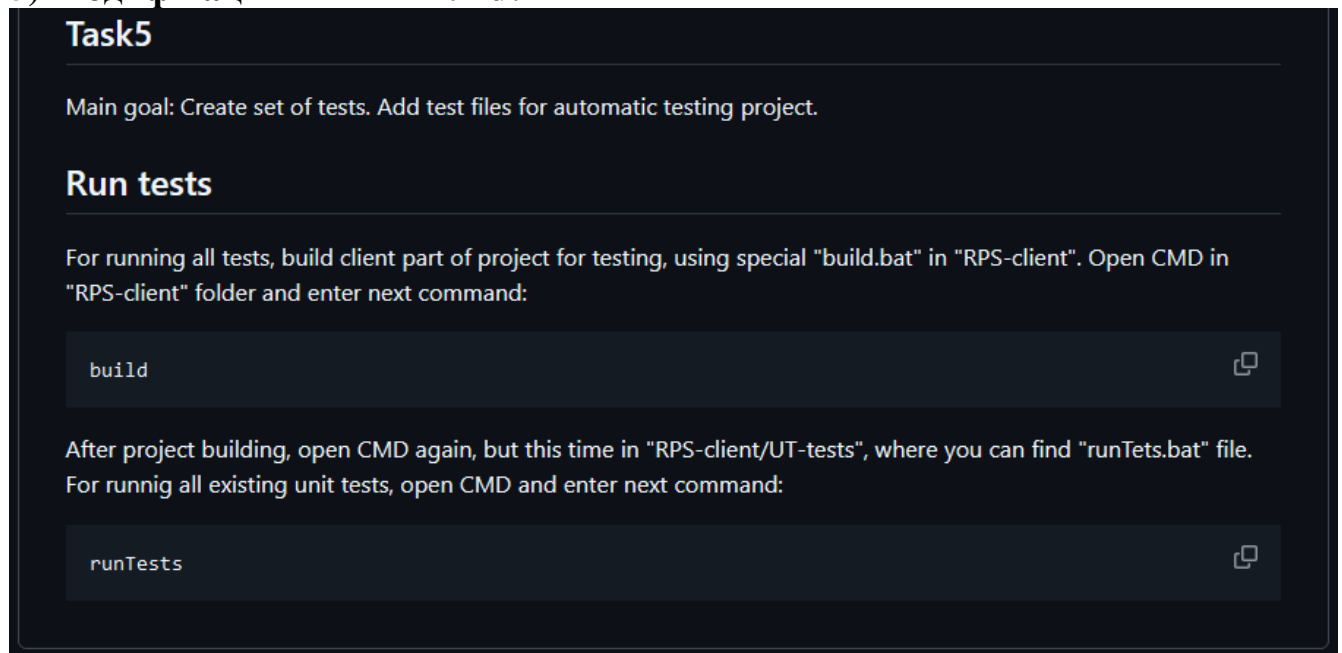 Task5
Main goal: Create set of tests. Add test files for automatic testing project.
Run tests
For running all tests, build client part of project for testing, using special "build.bat" in "RPS-client". Open CMD in
"RPS-client" folder and enter next command:
build
After project building, open CMD again, but this time in "RPS-client/UT-tests", where you can find "runTets.bat" file.
For runnig all existing unit tests, open CMD and enter next command:
runTests